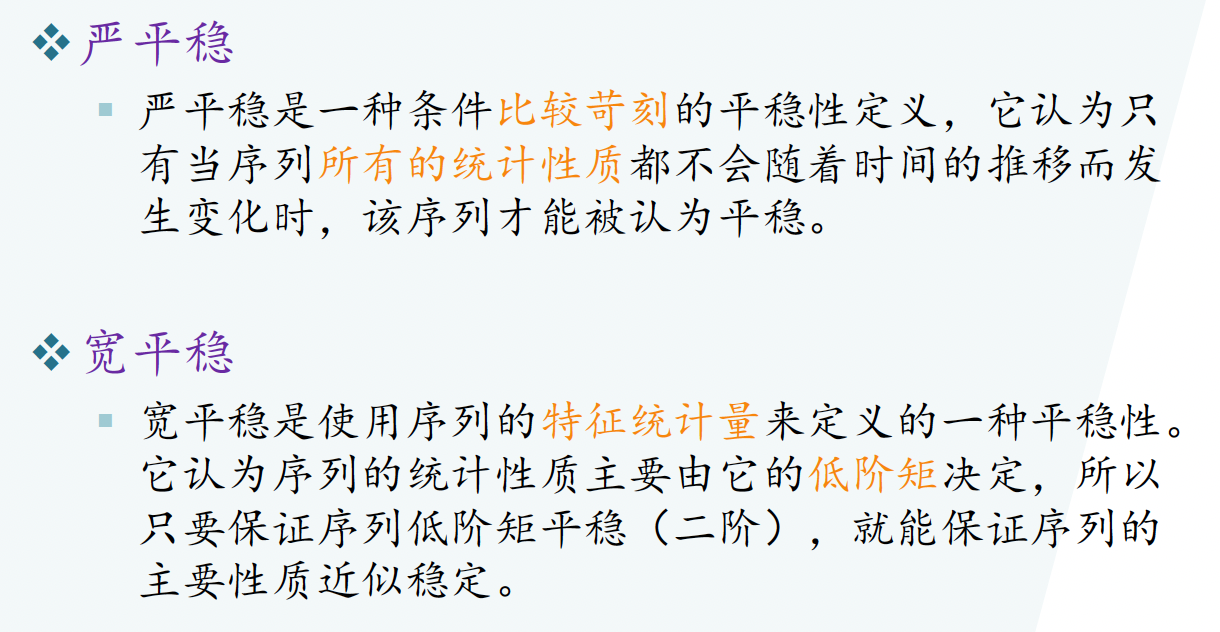 严平稳
严平稳是一种条件比较苛刻的平稳性定义，它认为只
有当序列所有的统计性质都不会随着时间的推移而发
生变化时，该序列才能被认为平稳。
宽平稳
宽平稳是使用序列的特征统计量来定义的一种平稳性。
它认为序列的统计性质主要由它的低阶矩决定，所以
只要保证序列低阶矩平稳（二阶），就能保证序列的
主要性质近似稳定。